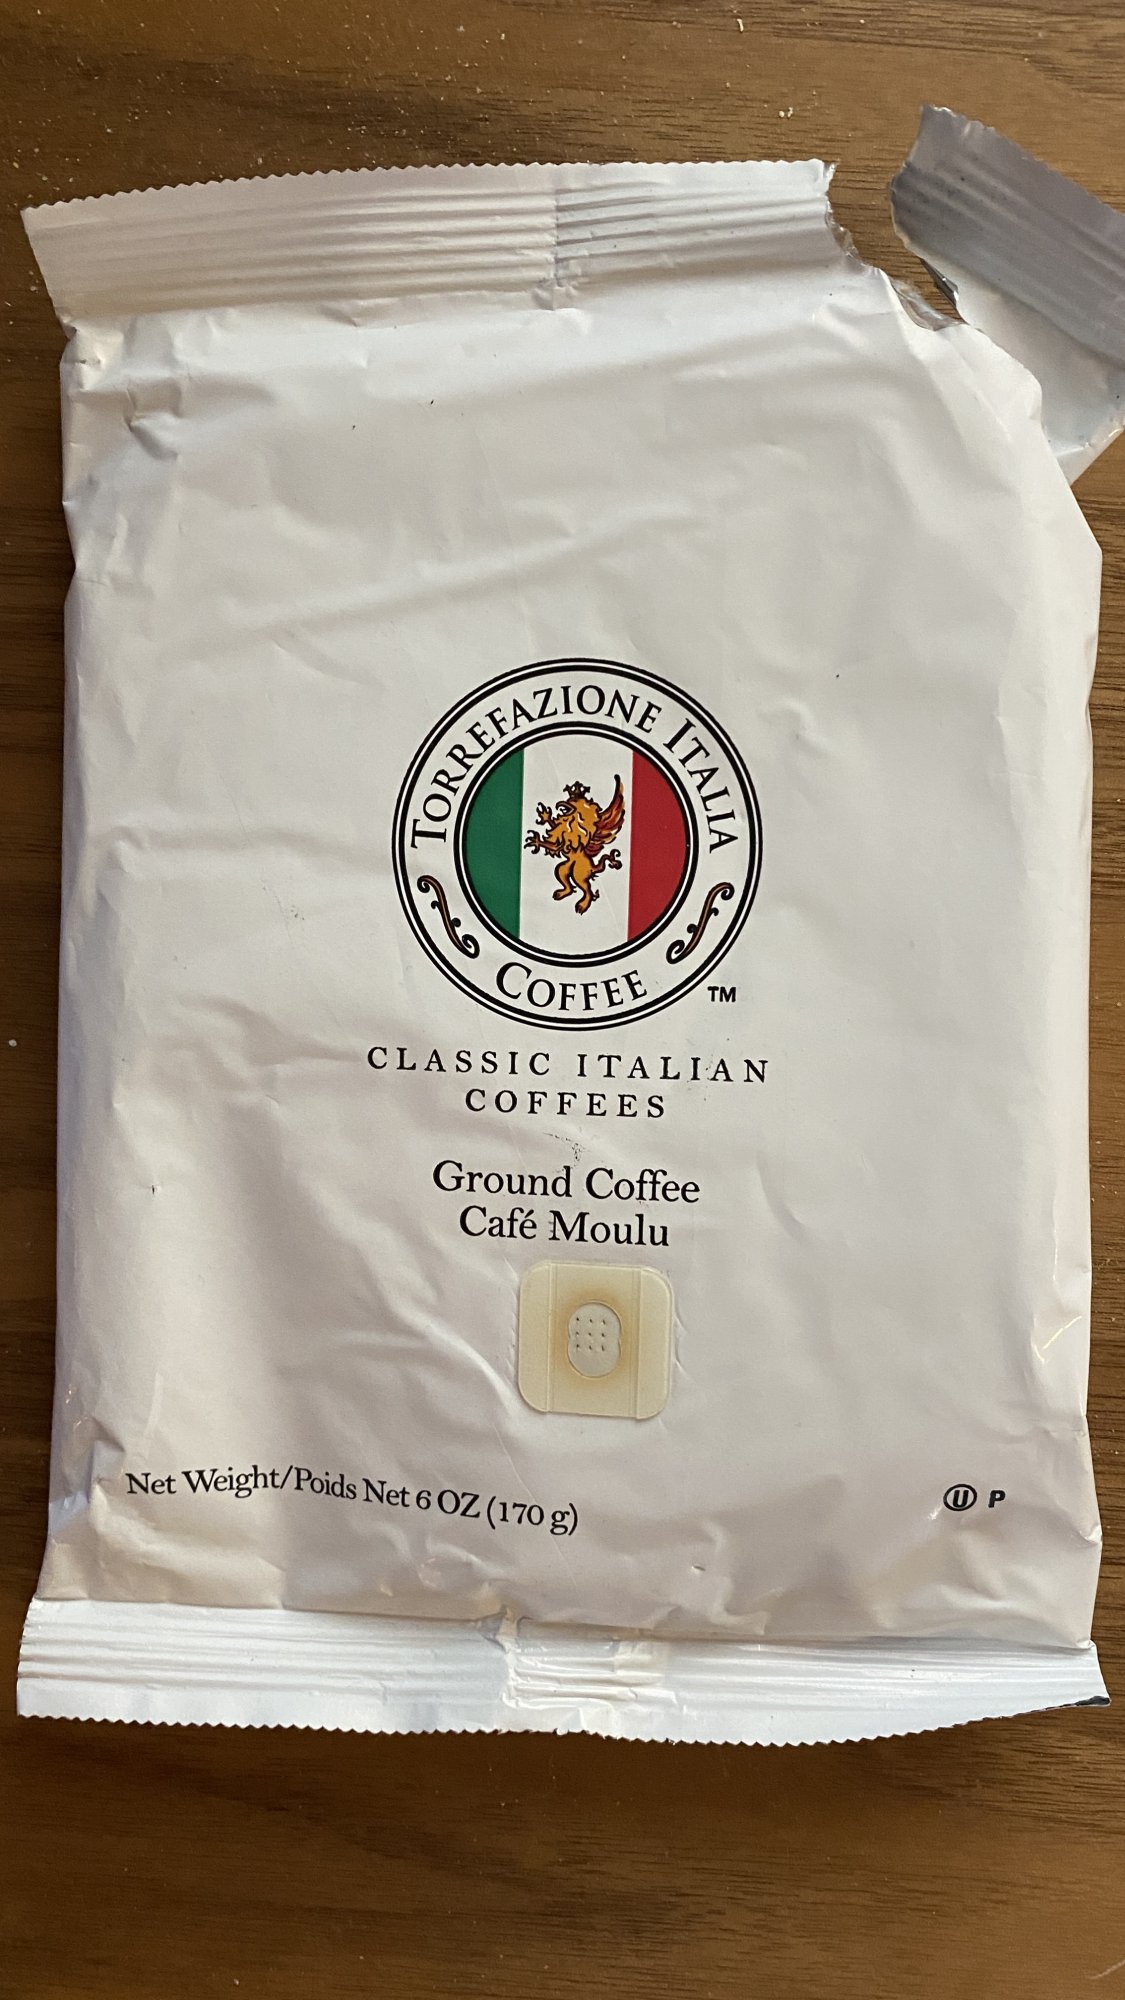 TORREFAZIONE ITALIA
COFFEE
TM
CLASSIC ITALIAN
COFFEES
Ground Coffee
Café Moulu
Net Weight/Poids Net 6 OZ (170 g)
U P